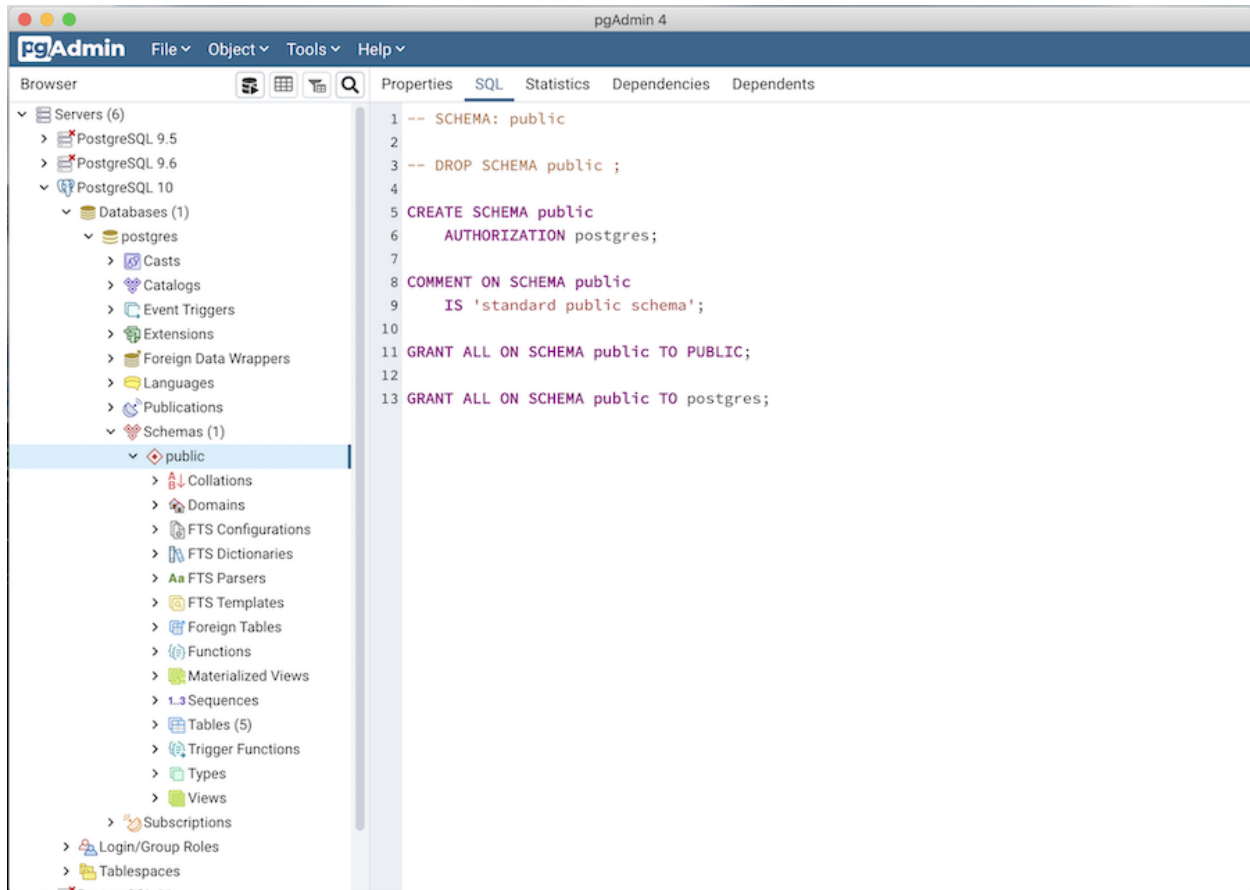 pgAdmin 4
pgAdmin File Object Tools Help
Browser
Properties SQL Statistics Dependencies Dependents
Servers (6)
PostgreSQL 9.5
PostgreSQL 9.6
PostgreSQL 10
Databases (1)
postgres
Casts
Catalogs
Event Triggers
Extensions
Foreign Data Wrappers
Languages
Publications
Schemas (1)
public
Collations
Domains
FTS Configurations
FTS Dictionaries
Aa FTS Parsers
FTS Templates
Foreign Tables
Functions
Materialized Views
1..3 Sequences
Tables (5)
Trigger Functions
Types
Views
Subscriptions
Login/Group Roles
Tablespaces
1 -- SCHEMA: public
2
3 -- DROP SCHEMA public ;
4
5 CREATE SCHEMA public
6 AUTHORIZATION postgres;
7
8 COMMENT ON SCHEMA public
9 IS 'standard public schema';
10
11 GRANT ALL ON SCHEMA public TO PUBLIC;
12
13 GRANT ALL ON SCHEMA public TO postgres;